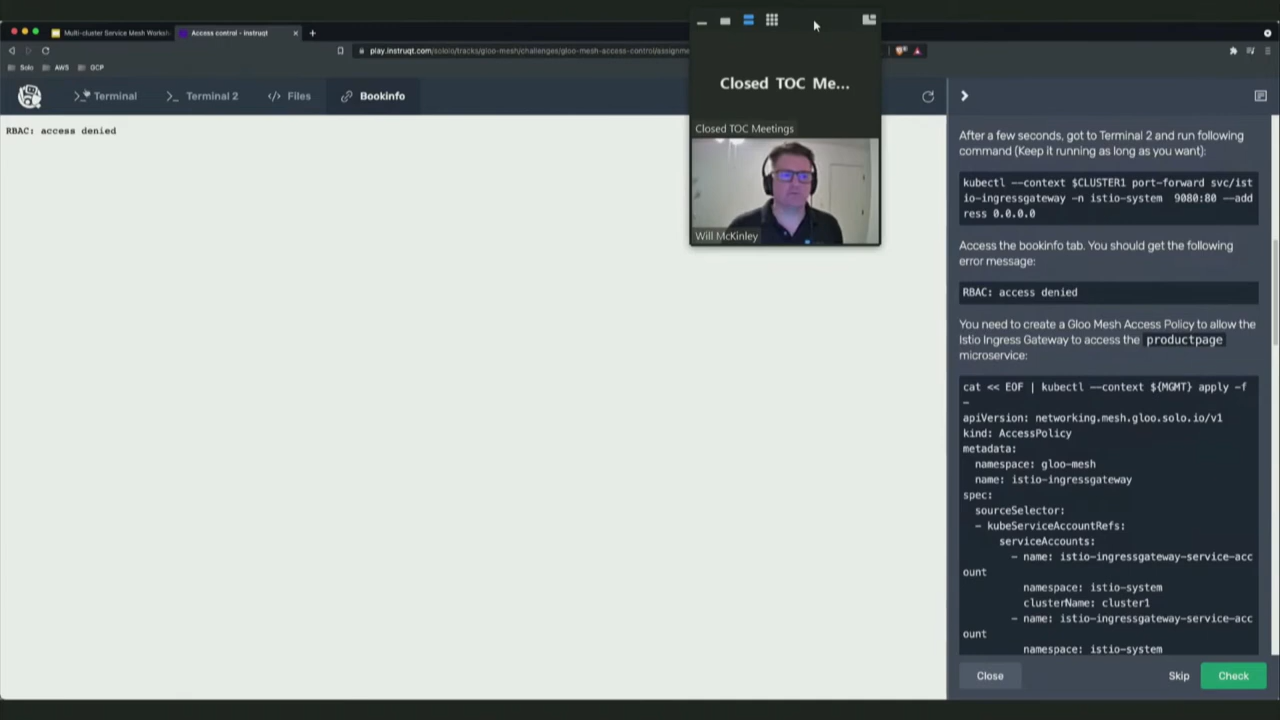 Multi-cluster Service Mesh Worksh
Access control - Instruqt
play.instruqt.com/soloio/tracks/gloo-mesh/challenges/gloo-mesh-access-control/assignme
Solo
AWS
GCP
Terminal
Terminal 2
Files
Bookinfo
RBAC: access denied
Closed TOC Me...
Closed TOC Meetings
Will McKinley
After a few seconds, got to Terminal 2 and run following
command (Keep it running as long as you want):
kubectl --context $CLUSTER1 port-forward svc/ist
io-ingressgateway -n istio-system 9080:80 --add
ress 0.0.0.0
Access the bookinfo tab. You should get the following
error message:
RBAC: access denied
You need to create a Gloo Mesh Access Policy to allow the
Istio Ingress Gateway to access the productpage
microservice:
cat << EOF | kubectl --context ${MGMT} apply -f
-
apiVersion: networking.mesh.gloo.solo.io/v1
kind: AccessPolicy
metadata:
namespace: gloo-mesh
name: istio-ingressgateway
spec:
sourceSelector:
- kubeServiceAccountRefs:
serviceAccounts:
- name: istio-ingressgateway-service-acc
ount
namespace: istio-system
clusterName: cluster1
- name: istio-ingressgateway-service-acc
ount
namespace: istio-system
Close
Skip
Check